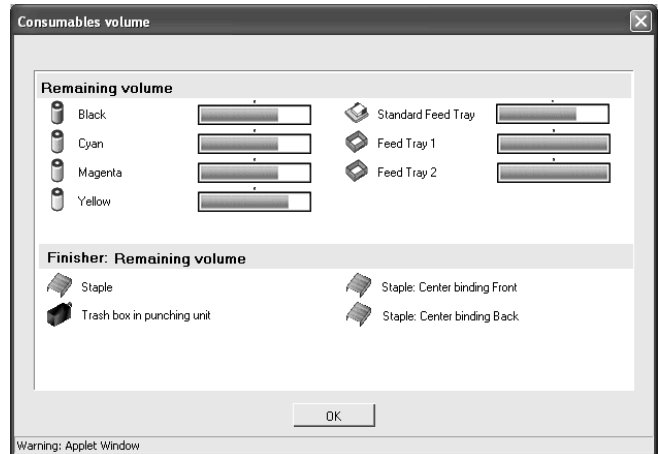 Consumables volume
Remaining volume
Black
Cyan
Magenta
Yellow
Standard Feed Tray
Feed Tray 1
Feed Tray 2
Finisher: Remaining volume
Staple
Trash box in punching unit
Staple: Center binding Front
Staple: Center binding Back
OK
Warning: Applet Window